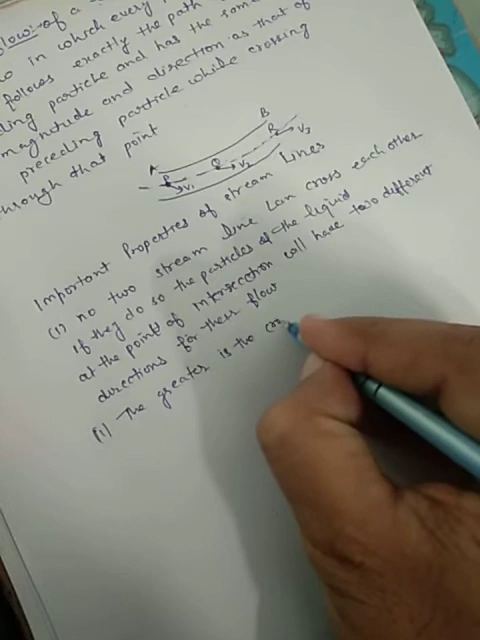 flow:- of a
in which every
follows exactly the path
ding particle and has the same
magnitude and direction as that of
preceding particle while crossing
through that point
A B
P Q R
V₁ V₂ V₃
Important Properties of stream Lines
(i) no two stream line Can cross each other
If they do so the particles of the liquid
at the point of intersection will have two different
directions for their flow
(ii) The greater is the cro